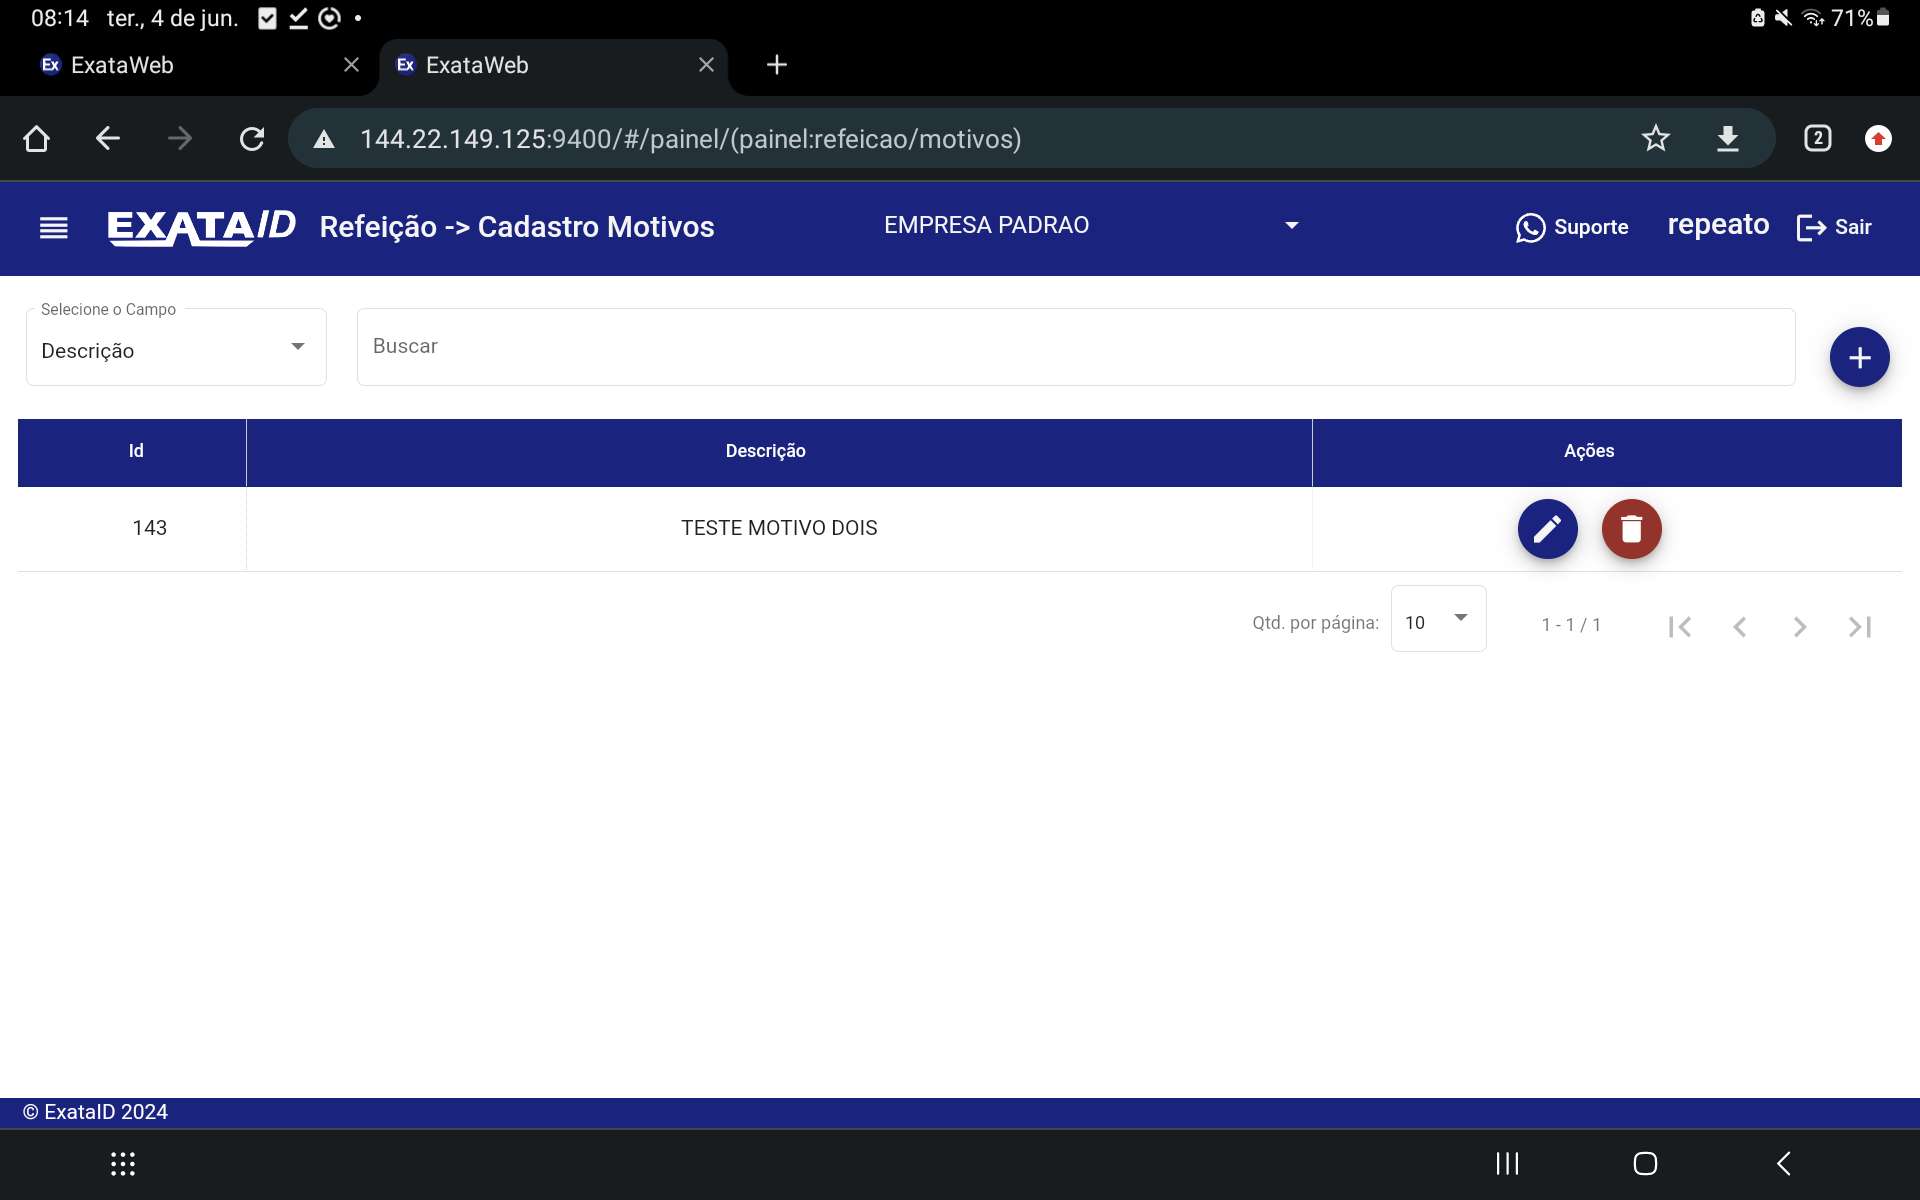 08:14 ter., 4 de jun. 71%
Ex ExataWeb Ex ExataWeb
144.22.149.125:9400/#/painel/(painel:refeicao/motivos) 2
EXATAID Refeição -> Cadastro Motivos EMPRESA PADRAO Suporte repeato Sair
Selecione o Campo
Descrição Buscar
Id Descrição Ações
143 TESTE MOTIVO DOIS
Qtd. por página: 10 1 - 1 / 1
© ExataID 2024